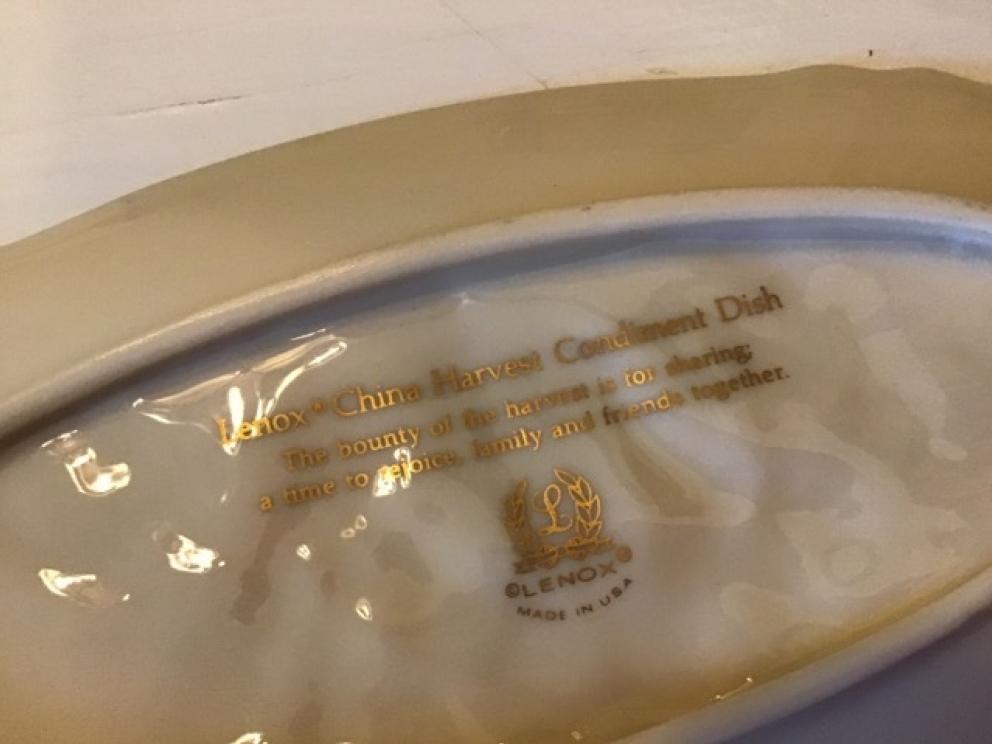 Lenox® China Harvest Condiment Dish
The bounty of the harvest is for sharing;
a time to rejoice, family and friends together.
L
©LENOX®
MADE IN USA